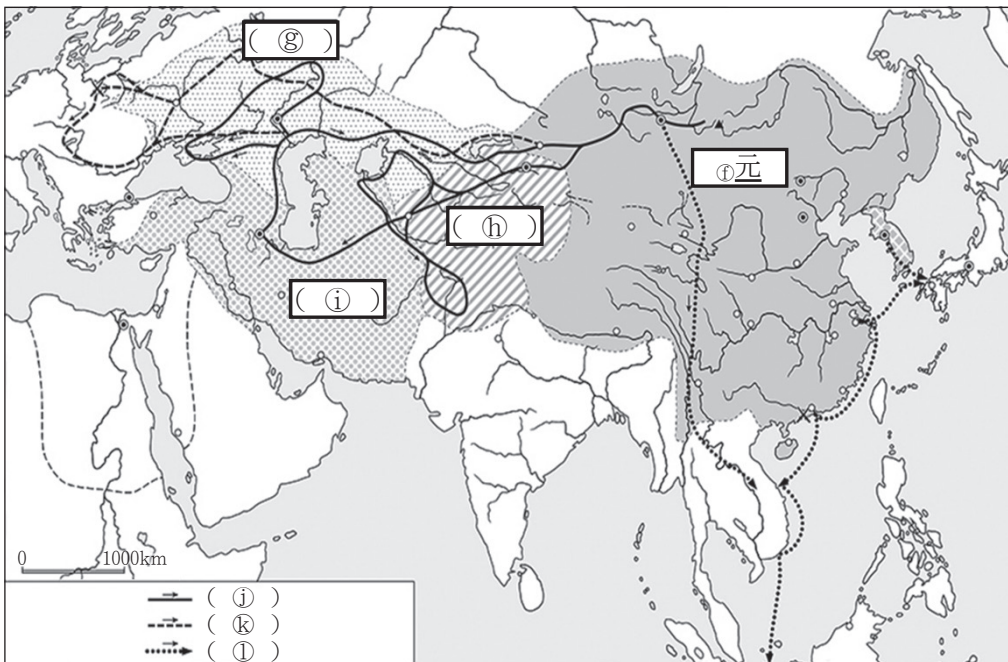 ( ⓖ )
ⓕ元
( ⓗ )
( ⓘ )
0 1000km
( ⓙ )
( ⓚ )
( ⓛ )